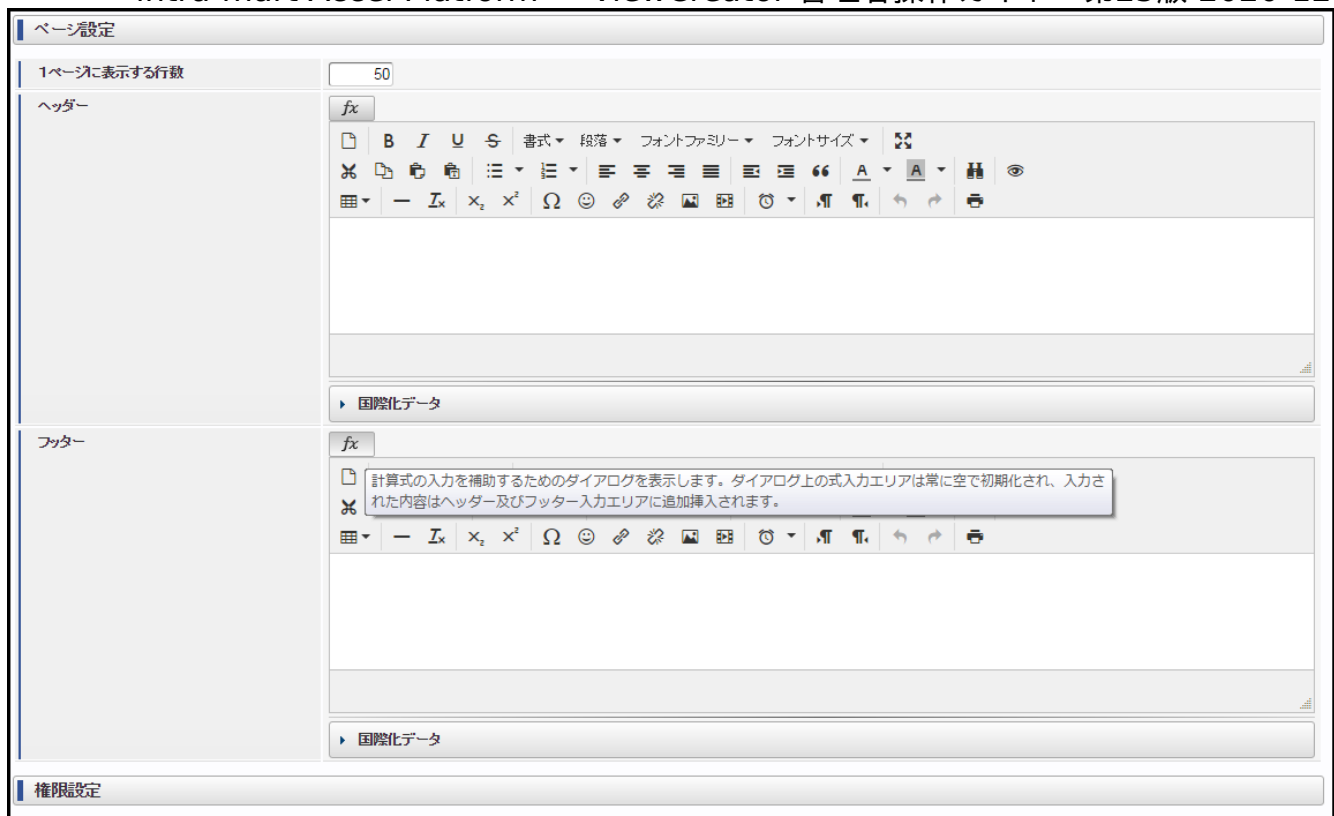 ページ設定
1ページに表示する行数 50
ヘッダー fx
B I U S 書式 段落 フォントファミリー フォントサイズ
国際化データ
フッター fx
計算式の入力を補助するためのダイアログを表示します。ダイアログ上の式入力エリアは常に空で初期化され、入力さ
れた内容はヘッダー及びフッター入力エリアに追加挿入されます。
国際化データ
権限設定